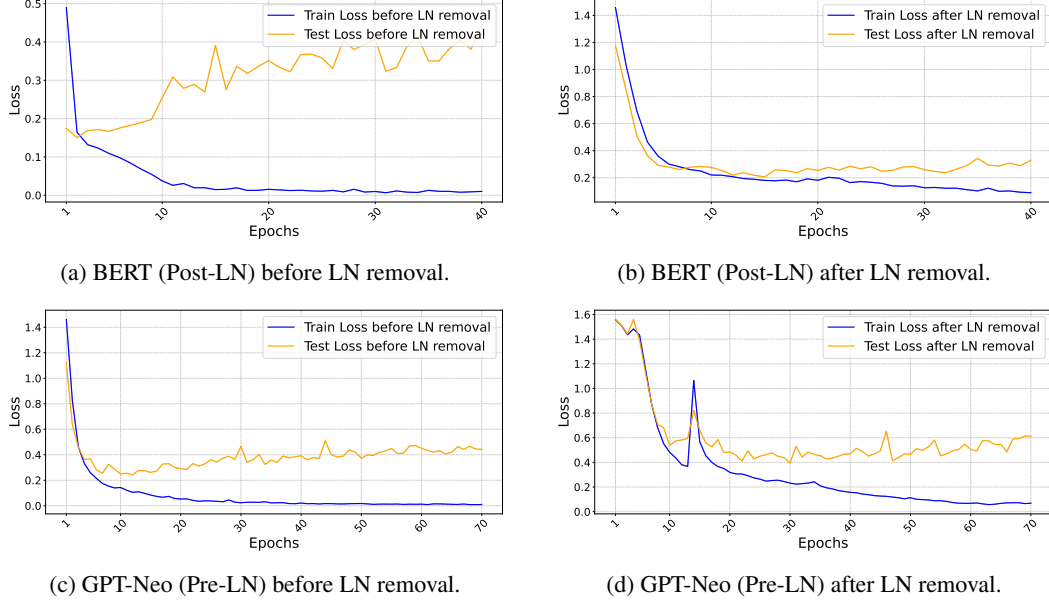 0.5
0.4
0.3
0.2
0.1
0.0
Loss
1
10
20
30
40
Epochs
Train Loss before LN removal
Test Loss before LN removal
(a) BERT (Post-LN) before LN removal.
1.4
1.2
1.0
0.8
0.6
0.4
0.2
Loss
1
10
20
30
40
Epochs
Train Loss after LN removal
Test Loss after LN removal
(b) BERT (Post-LN) after LN removal.
1.4
1.2
1.0
0.8
0.6
0.4
0.2
0.0
Loss
1
10
20
30
40
50
60
70
Epochs
Train Loss before LN removal
Test Loss before LN removal
(c) GPT-Neo (Pre-LN) before LN removal.
1.6
1.4
1.2
1.0
0.8
0.6
0.4
0.2
0.0
Loss
1
10
20
30
40
50
60
70
Epochs
Train Loss after LN removal
Test Loss after LN removal
(d) GPT-Neo (Pre-LN) after LN removal.